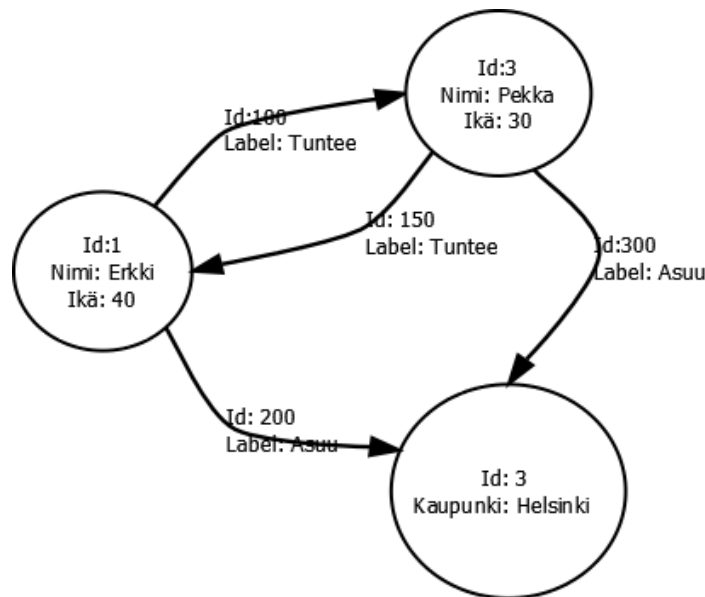 Id:3
Nimi: Pekka
Ikä: 30
Id:100
Label: Tuntee
Id: 150
Label: Tuntee
Id:1
Nimi: Erkki
Ikä: 40
Id:300
Label: Asuu
Id: 200
Label: Asuu
Id: 3
Kaupunki: Helsinki